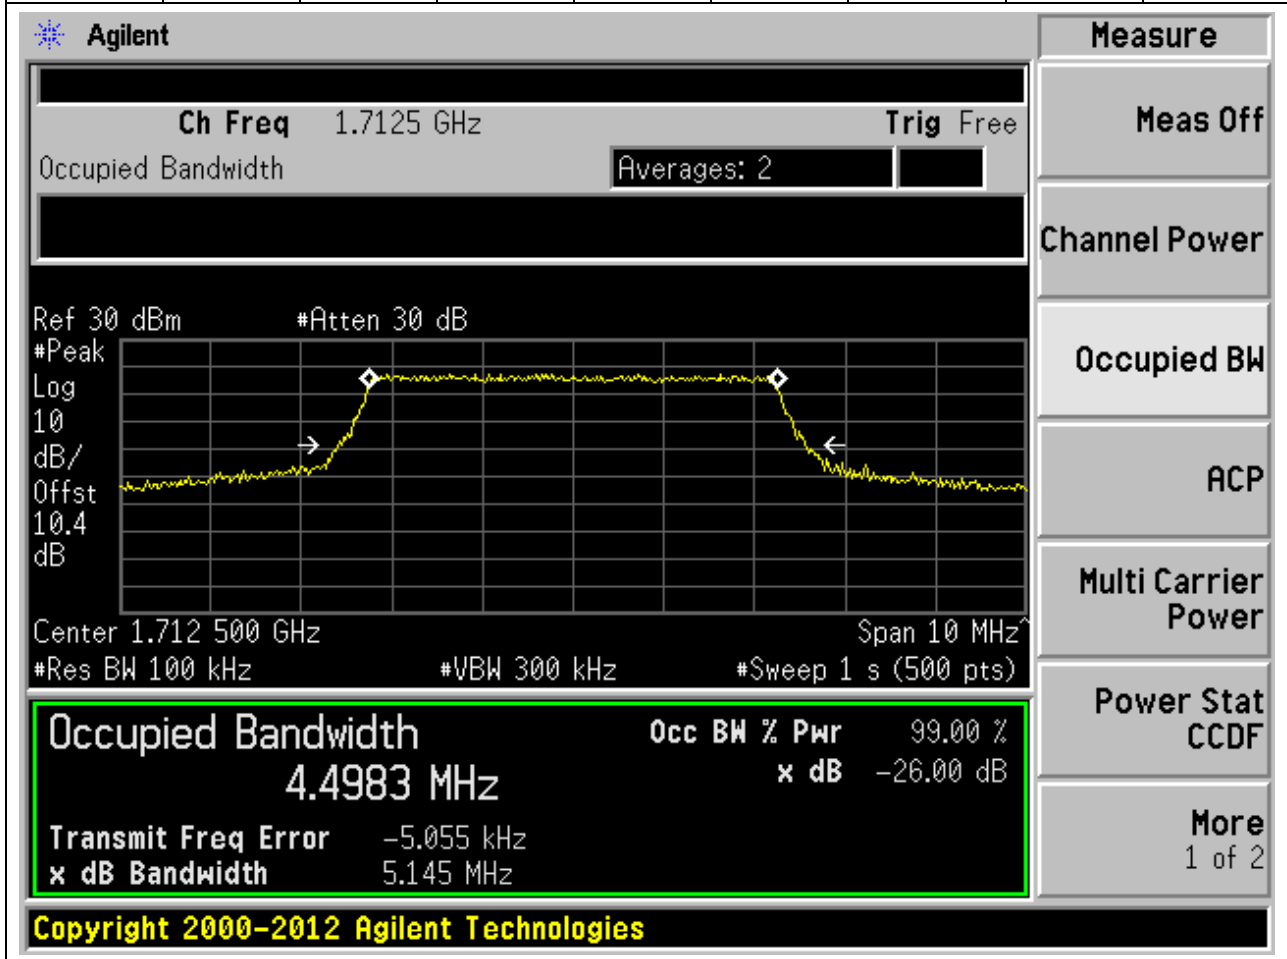 Agilent
Measure
Ch Freq 1.7125 GHz Trig Free
Occupied Bandwidth Averages: 2
Meas Off
Channel Power
Occupied BW
ACP
Multi Carrier
Power
Power Stat
CCDF
More
1 of 2
Ref 30 dBm #Atten 30 dB
#Peak
Log
10
dB/
Offst
10.4
dB
Center 1.712 500 GHz Span 10 MHz^
#Res BW 100 kHz #VBW 300 kHz #Sweep 1 s (500 pts)
Occupied Bandwidth Occ BW % Pwr 99.00 %
4.4983 MHz x dB -26.00 dB
Transmit Freq Error -5.055 kHz
x dB Bandwidth 5.145 MHz
Copyright 2000-2012 Agilent Technologies